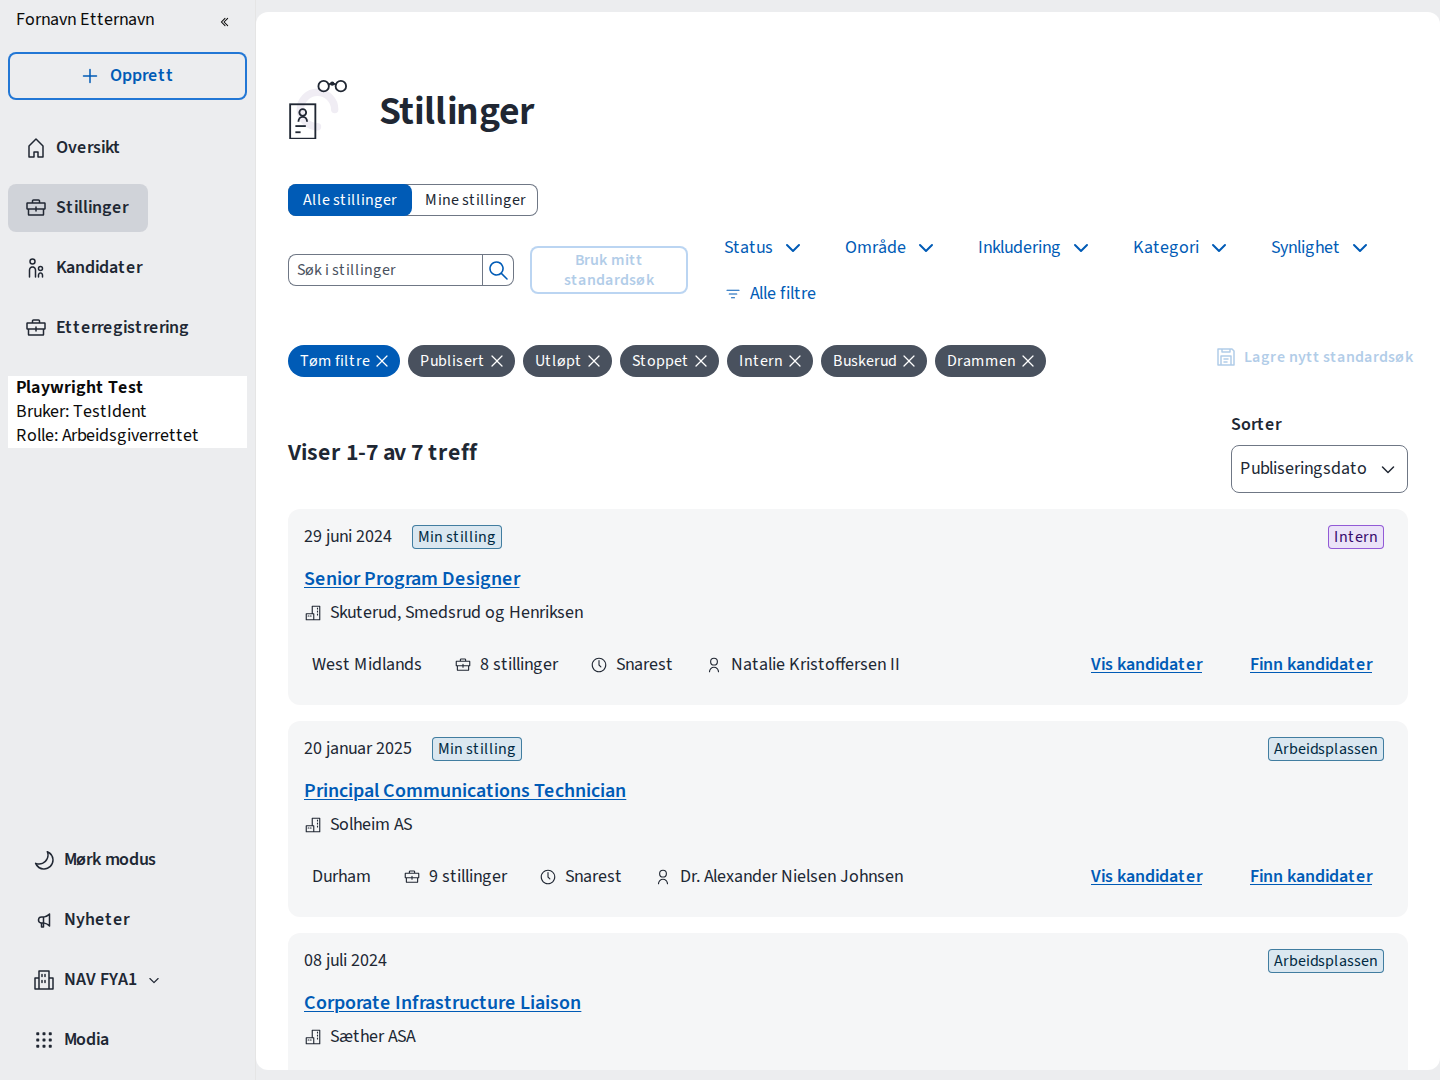 Fornavn Etternavn
Opprett
Oversikt
Stillinger
Kandidater
Etterregistrering
Playwright Test
Bruker: TestIdent
Rolle: Arbeidsgiverrettet
Mørk modus
Nyheter
NAV FYA1
Modia
Stillinger
Alle stillinger
Mine stillinger
Søk i stillinger
Bruk mitt
standardsøk
Status
Område
Inkludering
Kategori
Synlighet
Alle filtre
Tøm filtre
Publisert
Utløpt
Stoppet
Intern
Buskerud
Drammen
Lagre nytt standardsøk
Viser 1-7 av 7 treff
Sorter
Publiseringsdato
29 juni 2024
Min stilling
Intern
Senior Program Designer
Skuterud, Smedsrud og Henriksen
West Midlands
8 stillinger
Snarest
Natalie Kristoffersen II
Vis kandidater
Finn kandidater
20 januar 2025
Min stilling
Arbeidsplassen
Principal Communications Technician
Solheim AS
Durham
9 stillinger
Snarest
Dr. Alexander Nielsen Johnsen
Vis kandidater
Finn kandidater
08 juli 2024
Arbeidsplassen
Corporate Infrastructure Liaison
Sæther ASA